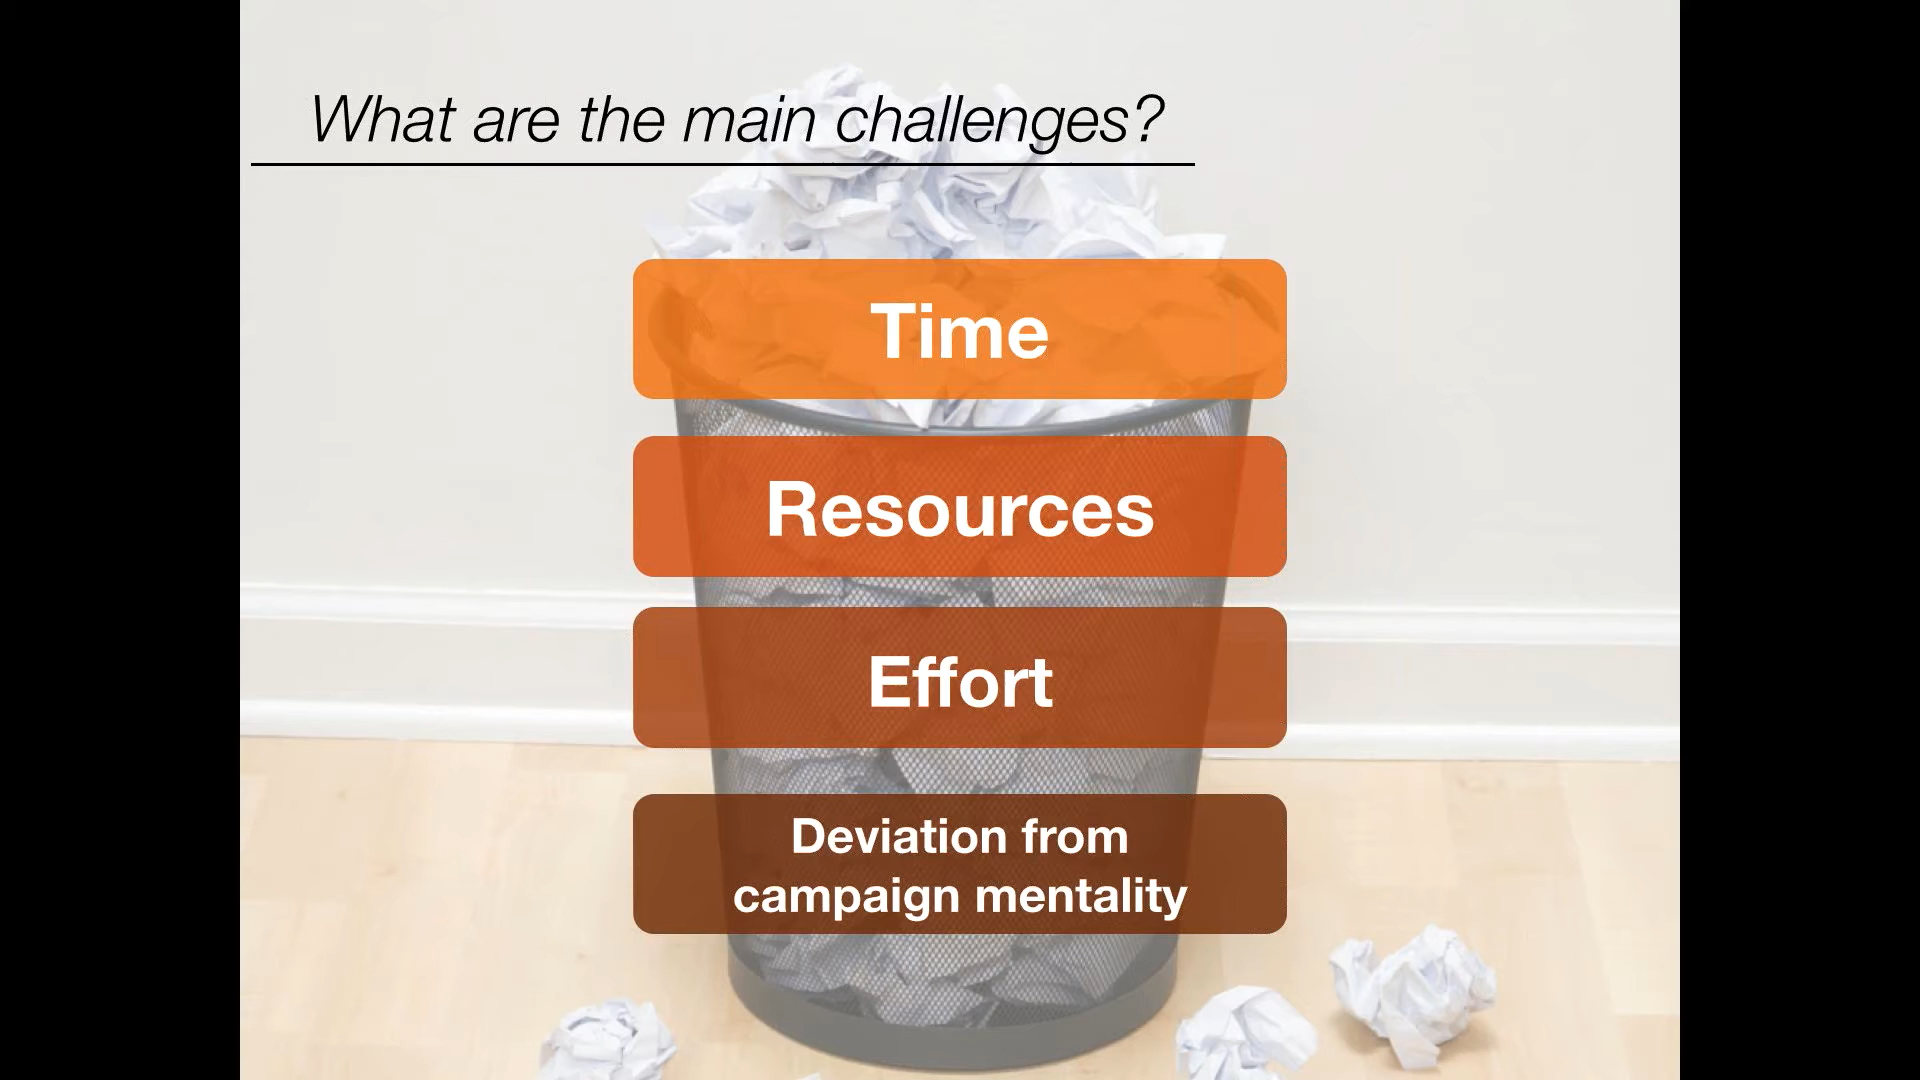 What are the main challenges?
Time
Resources
Effort
Deviation from
campaign mentality